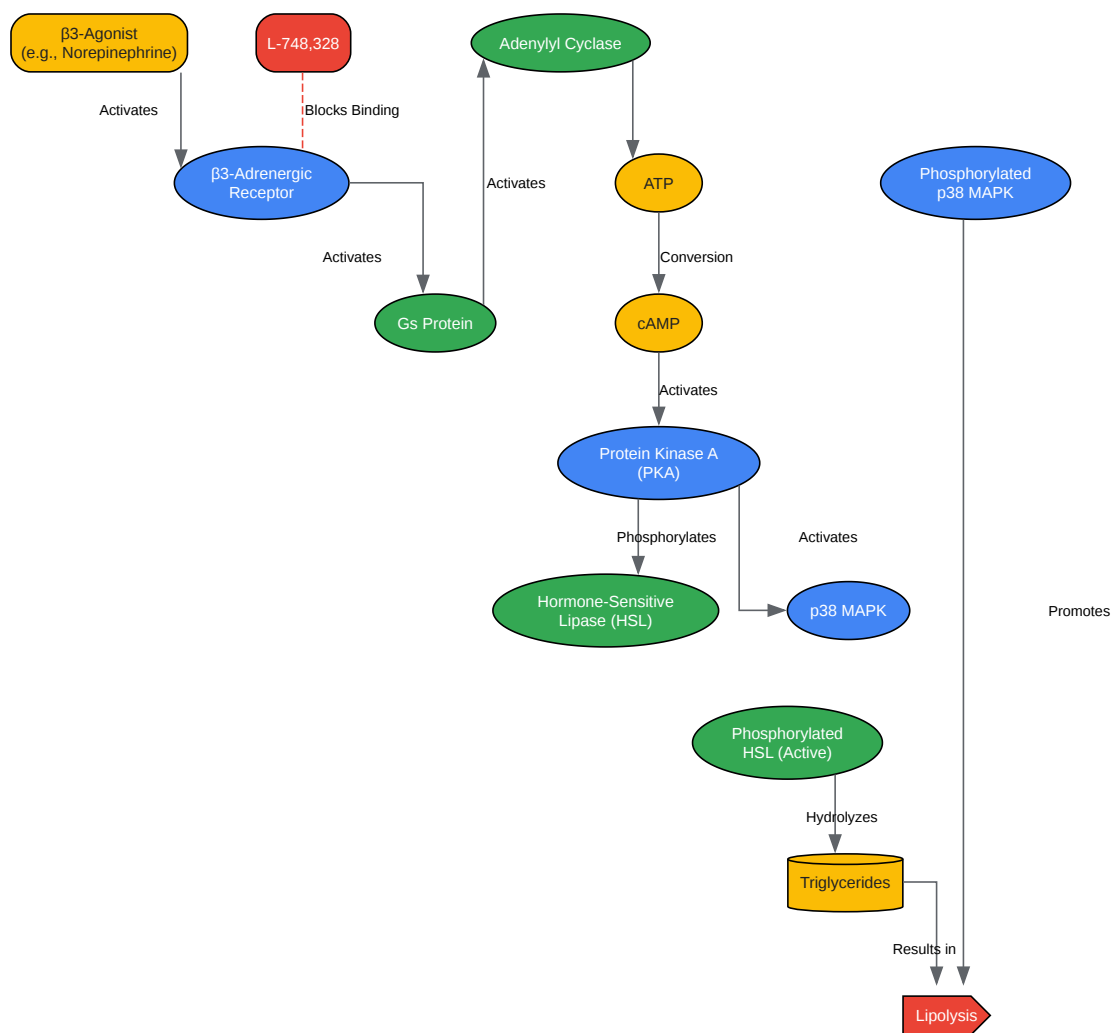 β3-Agonist
(e.g., Norepinephrine)
L-748,328
Adenylyl Cyclase
Activates
Blocks Binding
β3-Adrenergic
Receptor
Activates
ATP
Phosphorylated
p38 MAPK
Activates
Conversion
Gs Protein
cAMP
Activates
Protein Kinase A
(PKA)
Phosphorylates
Activates
Hormone-Sensitive
Lipase (HSL)
p38 MAPK
Promotes
Phosphorylated
HSL (Active)
Hydrolyzes
Triglycerides
Results in
Lipolysis